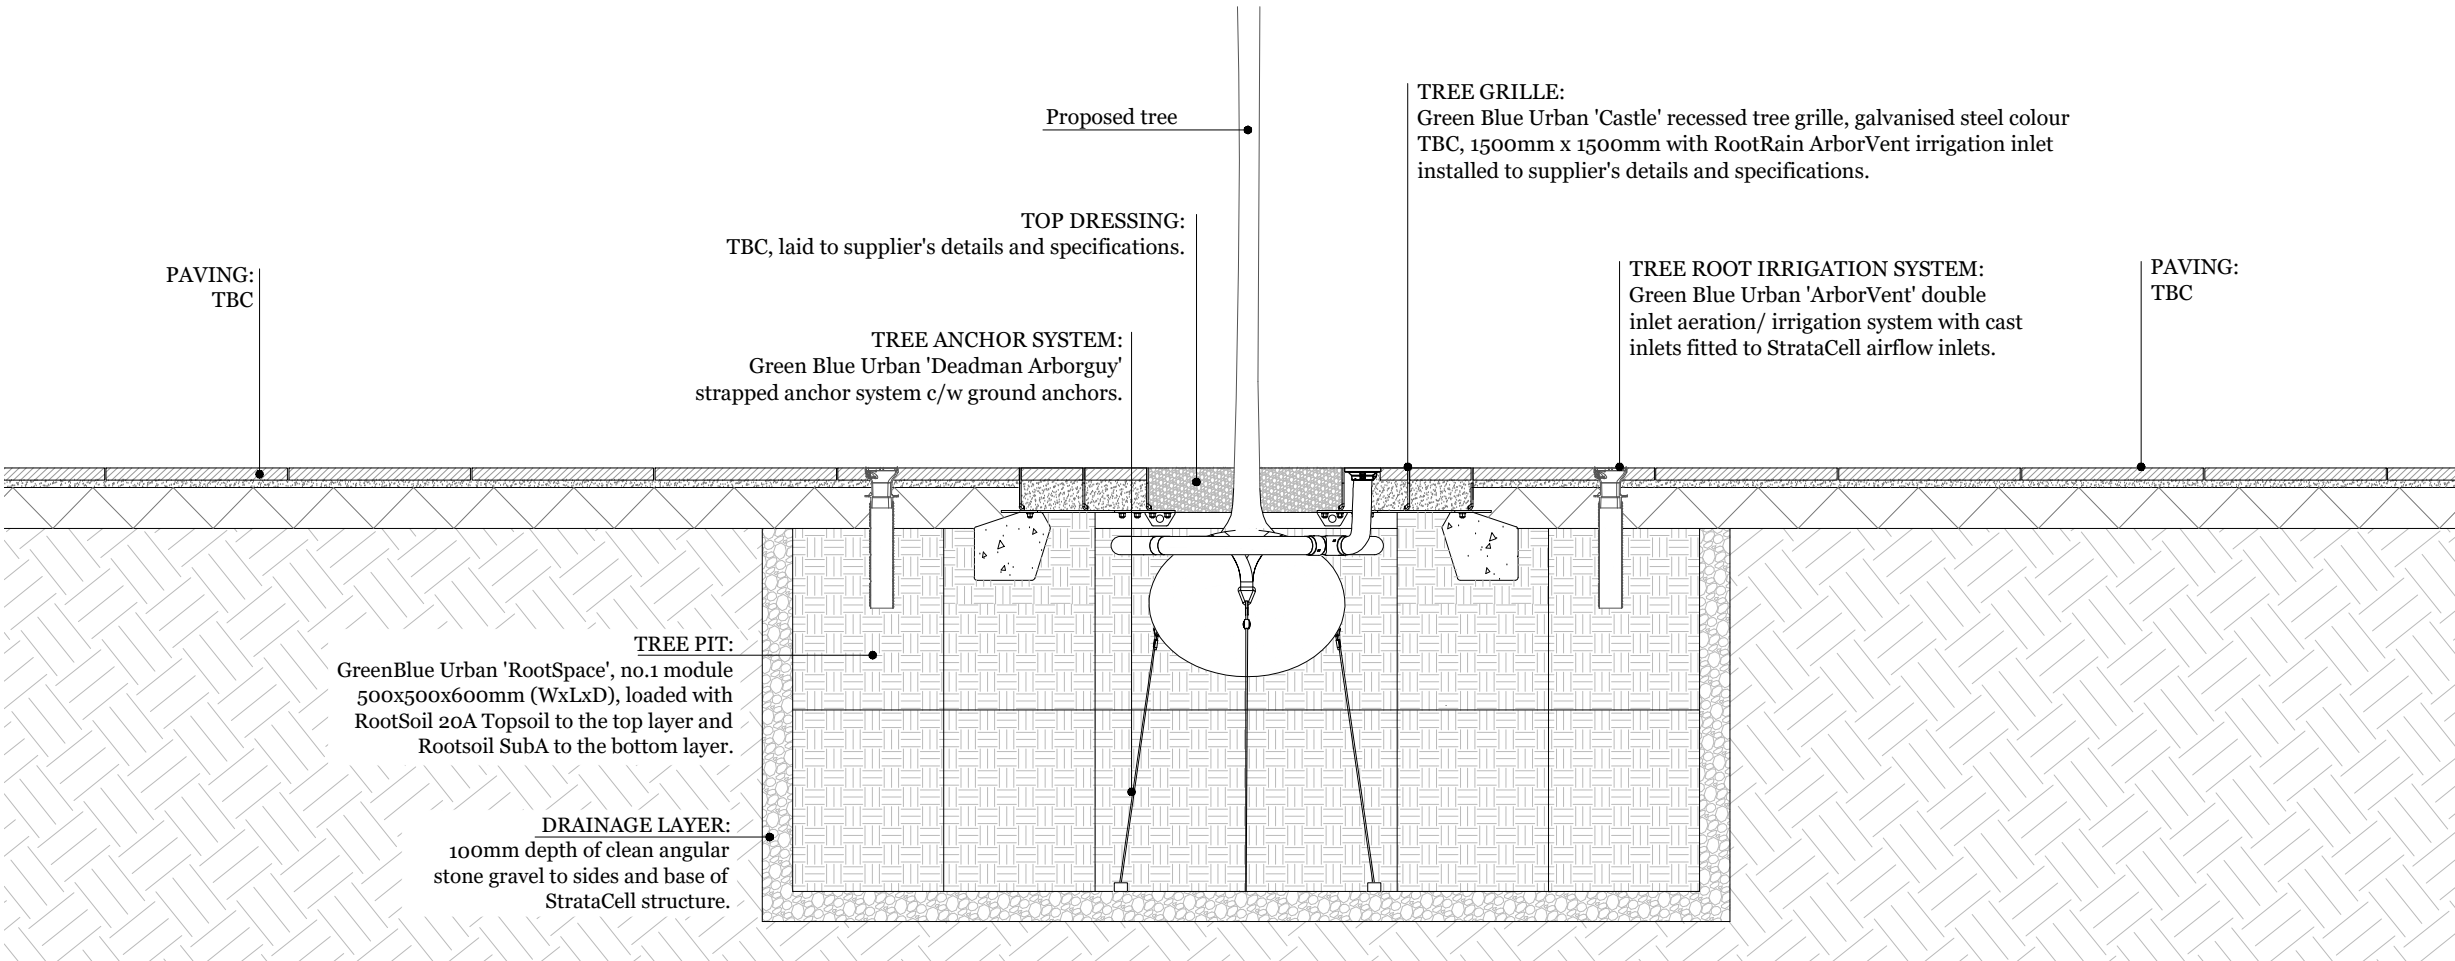 Proposed tree
TREE GRILLE:
Green Blue Urban 'Castle' recessed tree grille, galvanised steel colour
TBC, 1500mm x 1500mm with RootRain ArborVent irrigation inlet
installed to supplier's details and specifications.
TOP DRESSING:
TBC, laid to supplier's details and specifications.
PAVING:
TBC
TREE ROOT IRRIGATION SYSTEM:
Green Blue Urban 'ArborVent' double
inlet aeration/ irrigation system with cast
inlets fitted to StrataCell airflow inlets.
PAVING:
TBC
TREE ANCHOR SYSTEM:
Green Blue Urban 'Deadman Arborguy'
strapped anchor system c/w ground anchors.
TREE PIT:
GreenBlue Urban 'RootSpace', no.1 module
500x500x600mm (WxLxD), loaded with
RootSoil 20A Topsoil to the top layer and
Rootsoil SubA to the bottom layer.
DRAINAGE LAYER:
100mm depth of clean angular
stone gravel to sides and base of
StrataCell structure.